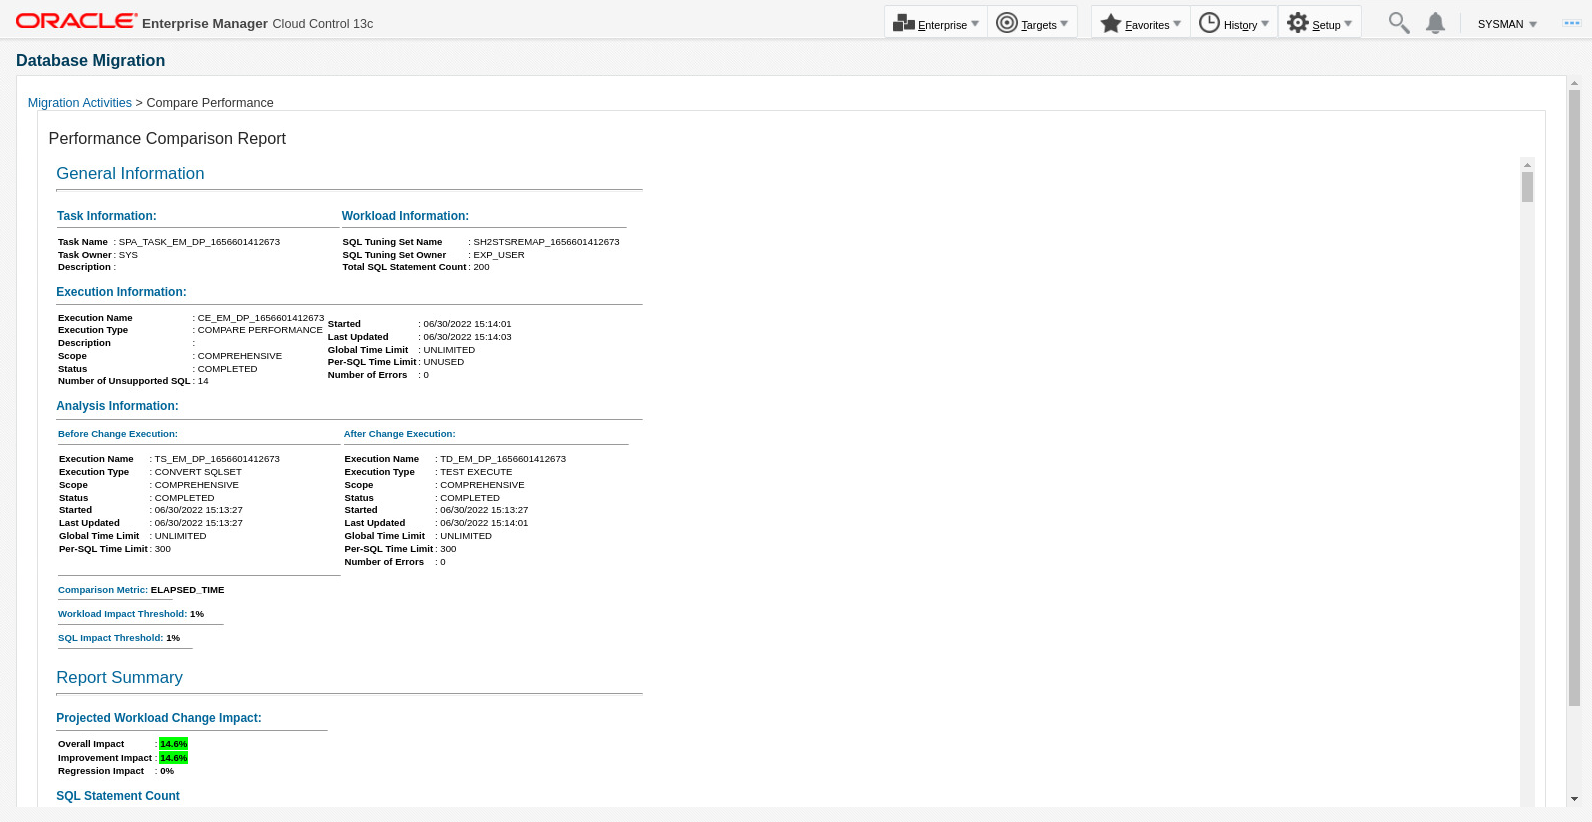 ORACLE® Enterprise Manager Cloud Control 13c
Enterprise Targets Favorites History Setup SYSMAN
Database Migration
Migration Activities > Compare Performance
Performance Comparison Report
General Information
Task Information: Workload Information:
Task Name : SPA_TASK_EM_DP_1656601412673 SQL Tuning Set Name : SH2STSREMAP_1656601412673
Task Owner : SYS SQL Tuning Set Owner : EXP_USER
Description : Total SQL Statement Count : 200
Execution Information:
Execution Name : CE_EM_DP_1656601412673
Execution Type : COMPARE PERFORMANCE
Description :
Scope : COMPREHENSIVE
Status : COMPLETED
Number of Unsupported SQL : 14
Started : 06/30/2022 15:14:01
Last Updated : 06/30/2022 15:14:03
Global Time Limit : UNLIMITED
Per-SQL Time Limit : UNUSED
Number of Errors : 0
Analysis Information:
Before Change Execution: After Change Execution:
Execution Name : TS_EM_DP_1656601412673 Execution Name : TD_EM_DP_1656601412673
Execution Type : CONVERT SQLSET Execution Type : TEST EXECUTE
Scope : COMPREHENSIVE Scope : COMPREHENSIVE
Status : COMPLETED Status : COMPLETED
Started : 06/30/2022 15:13:27 Started : 06/30/2022 15:13:27
Last Updated : 06/30/2022 15:13:27 Last Updated : 06/30/2022 15:14:01
Global Time Limit : UNLIMITED Global Time Limit : UNLIMITED
Per-SQL Time Limit : 300 Per-SQL Time Limit : 300
Number of Errors : 0
Comparison Metric: ELAPSED_TIME
Workload Impact Threshold: 1%
SQL Impact Threshold: 1%
Report Summary
Projected Workload Change Impact:
Overall Impact : 14.6%
Improvement Impact : 14.6%
Regression Impact : 0%
SQL Statement Count